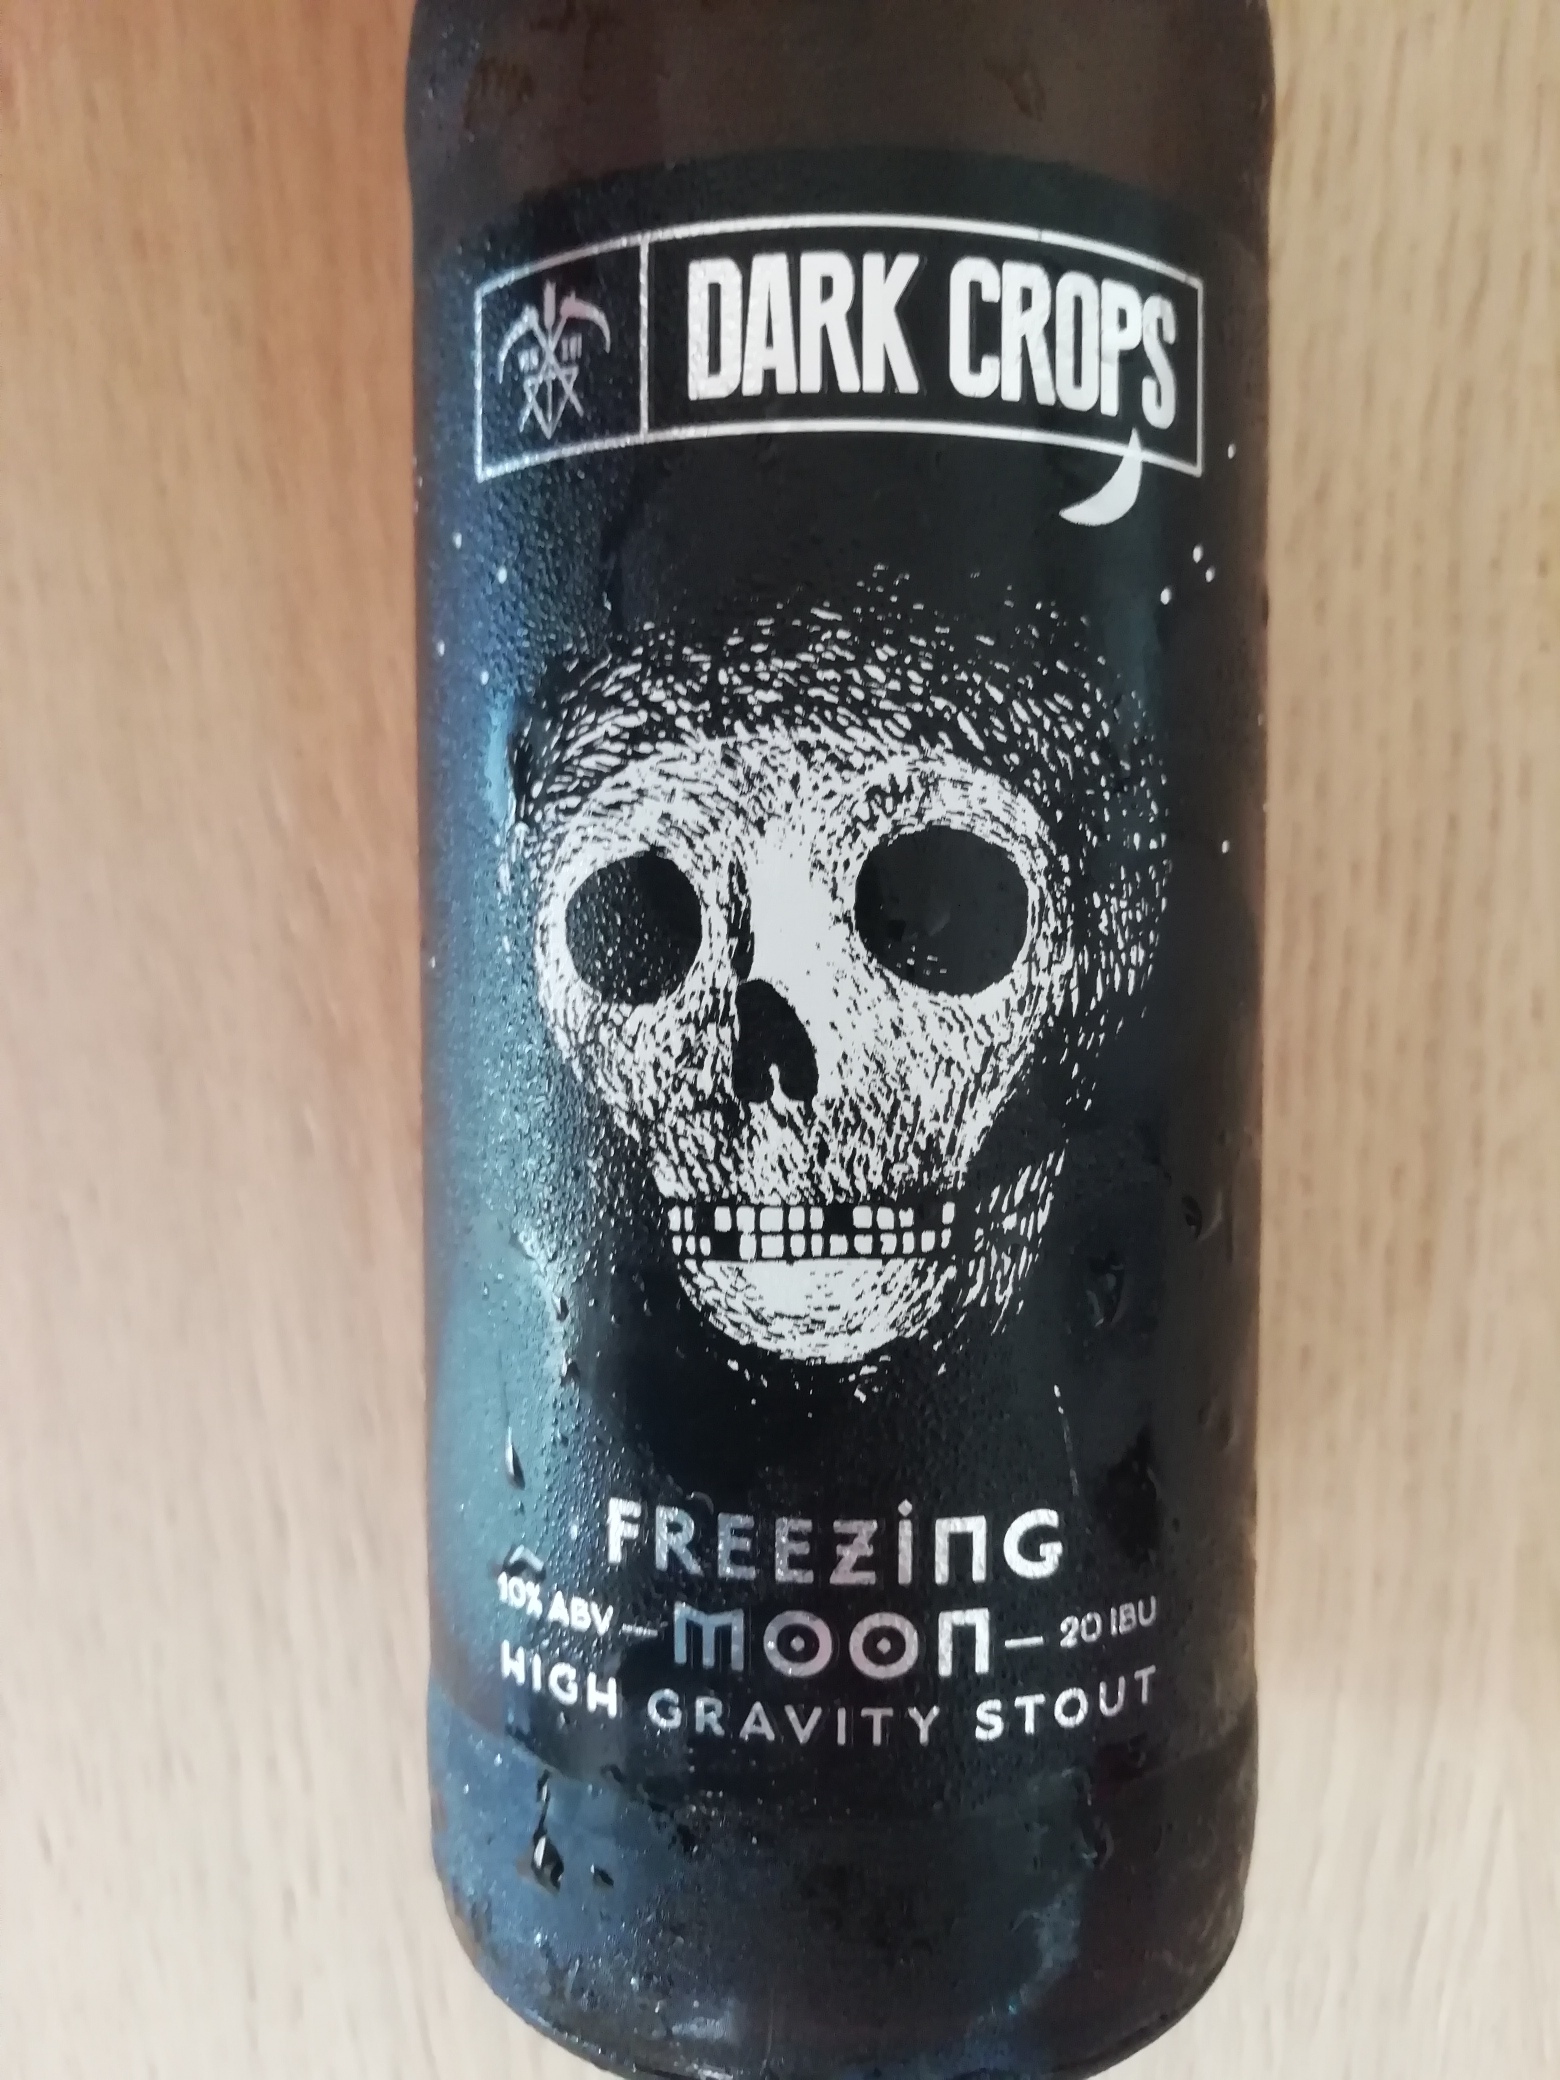 DARK CROPS
FREEZING
10% ABV — MOON — 20 IBU
HIGH GRAVITY STOUT